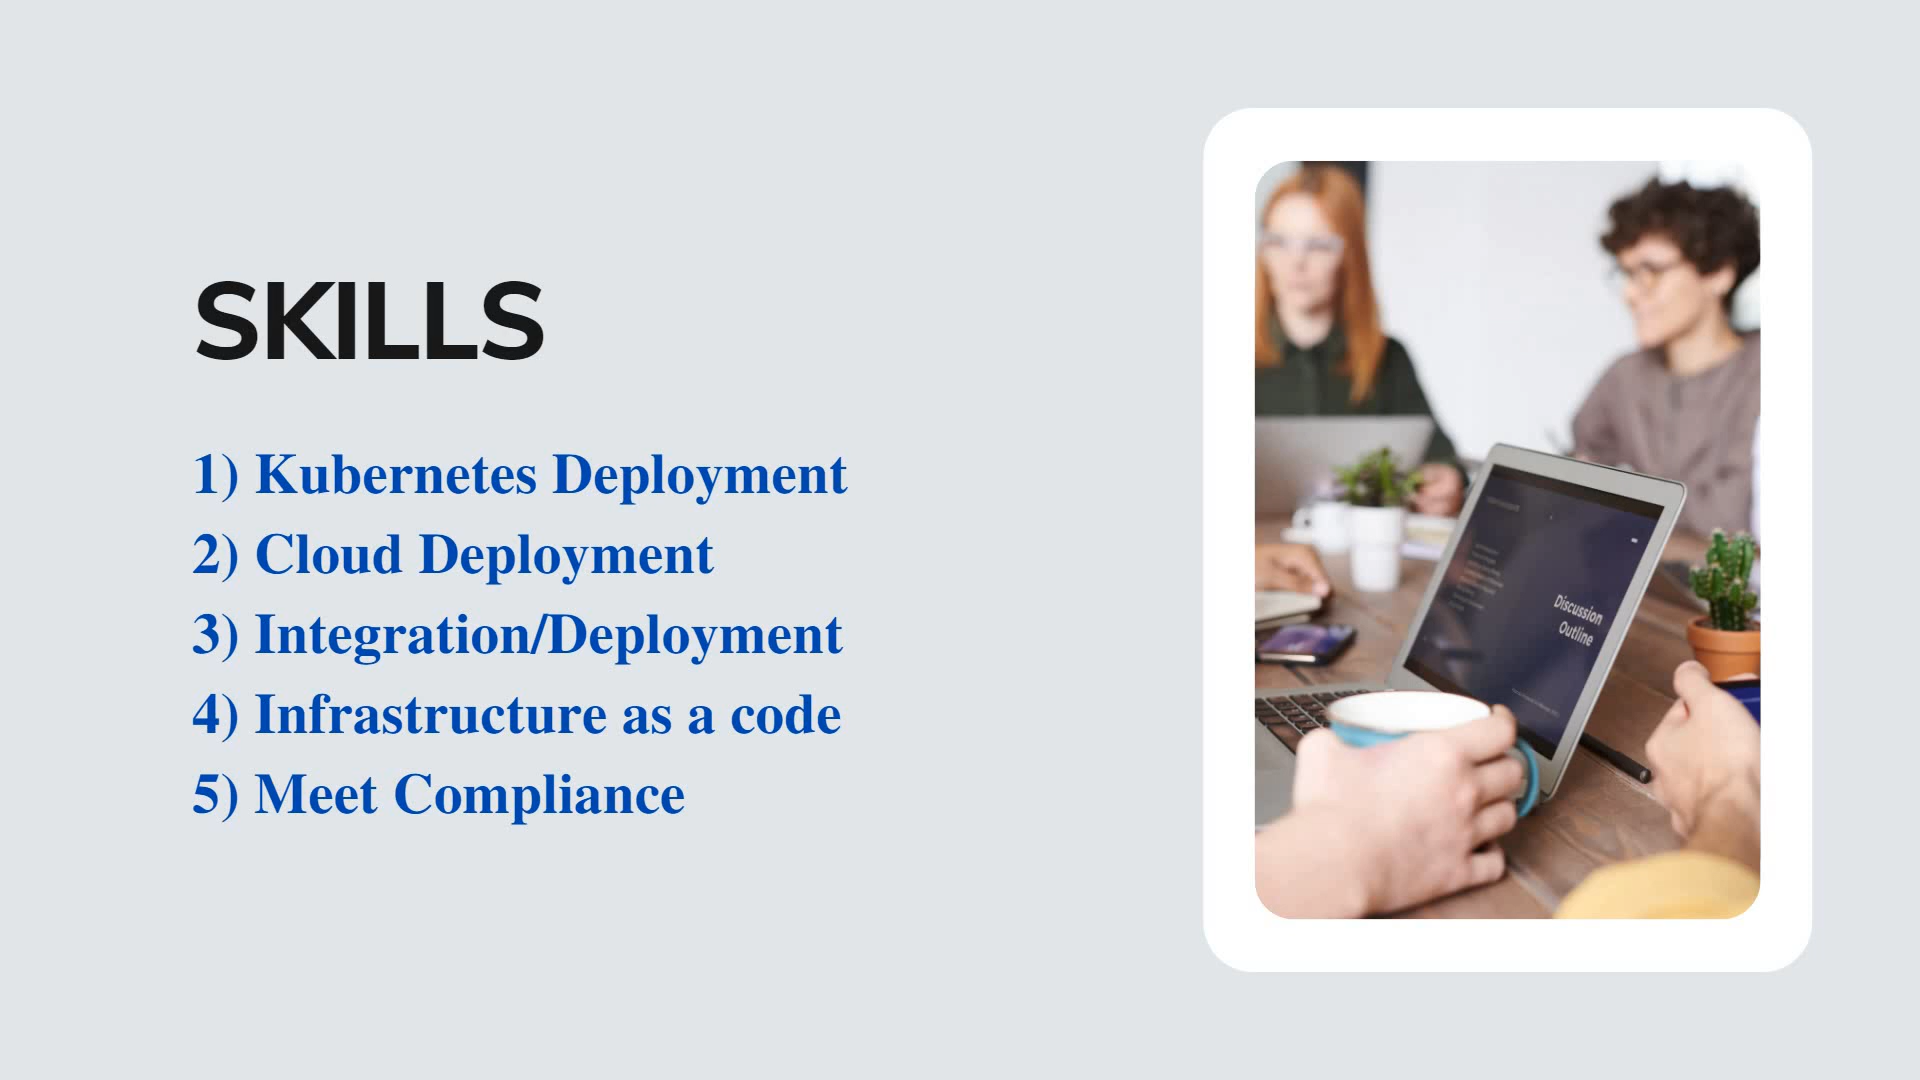 SKILLS
1) Kubernetes Deployment
2) Cloud Deployment
3) Integration/Deployment
4) Infrastructure as a code
5) Meet Compliance
Discussion
Outline